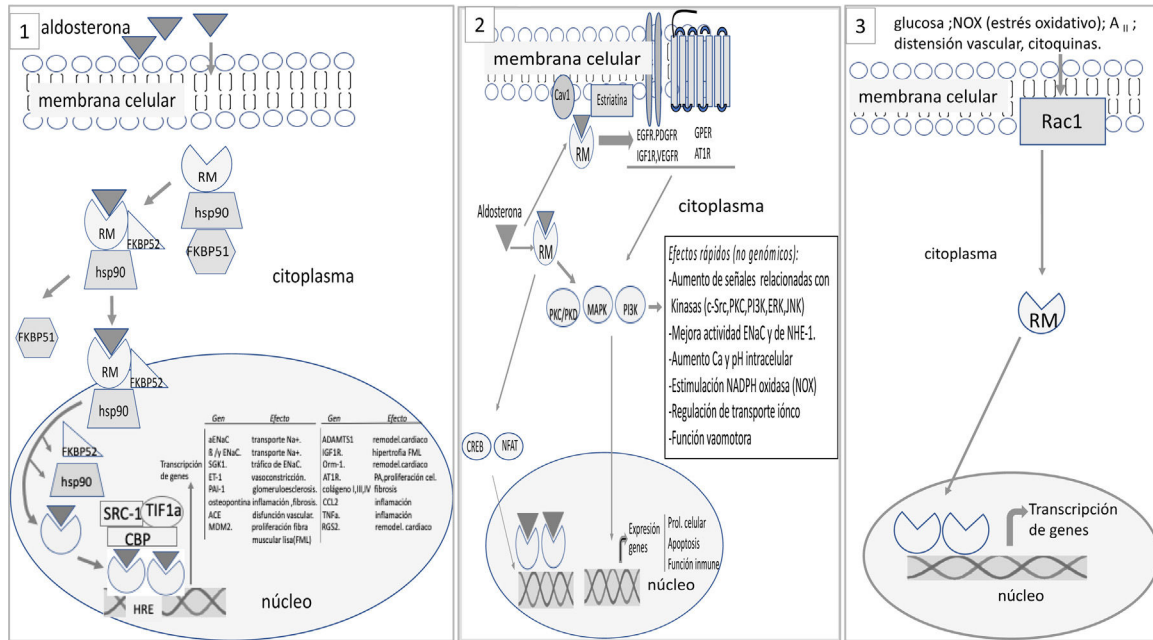 1
aldosterona
membrana celular
RM
hsp90
FKBP51
RM
FKBP52
hsp90
citoplasma
FKBP51
RM
FKBP52
hsp90
FKBP52
hsp90
SRC-1
TIF1a
CBP
HRE
núcleo
Transcripción
de genes
Gen Efecto Gen Efecto
aENaC transporte Na+. ADAMTS1 remodel.cardiaco
ß /y ENaC. transporte Na+. IGF1R. hipertrofia FML
SGK1. tráfico de ENaC. Orm-1. remodel.cardiaco
ET-1 vasoconstricción. AT1R. PA,proliferación cel.
PAI-1 glomeruloesclerosis. colágeno I,III,IV fibrosis
osteopontina inflamación ,fibrosis. CCL2 inflamación
ACE disfunción vascular. TNFa. inflamación
MDM2. proliferación fibra RGS2. remodel. cardiaco
muscular lisa(FML)
2
membrana celular
Cav1
Estriatina
RM
EGFR.PDGFR GPER
IGF1R,VEGFR AT1R
Aldosterona
RM
citoplasma
PKC/PKD
MAPK
PI3K
Efectos rápidos (no genómicos):
-Aumento de señales relacionadas con
Kinasas (c-Src,PKC,PI3K,ERK,JNK)
-Mejora actividad ENaC y de NHE-1.
-Aumento Ca y pH intracelular
-Estimulación NADPH oxidasa (NOX)
-Regulación de transporte iónco
-Función vaomotora
CREB
NFAT
Expresión
genes
Prol. celular
Apoptosis
Función inmune
núcleo
3
glucosa ;NOX (estrés oxidativo); A II ;
distensión vascular, citoquinas.
membrana celular
Rac1
citoplasma
RM
Transcripción
de genes
núcleo